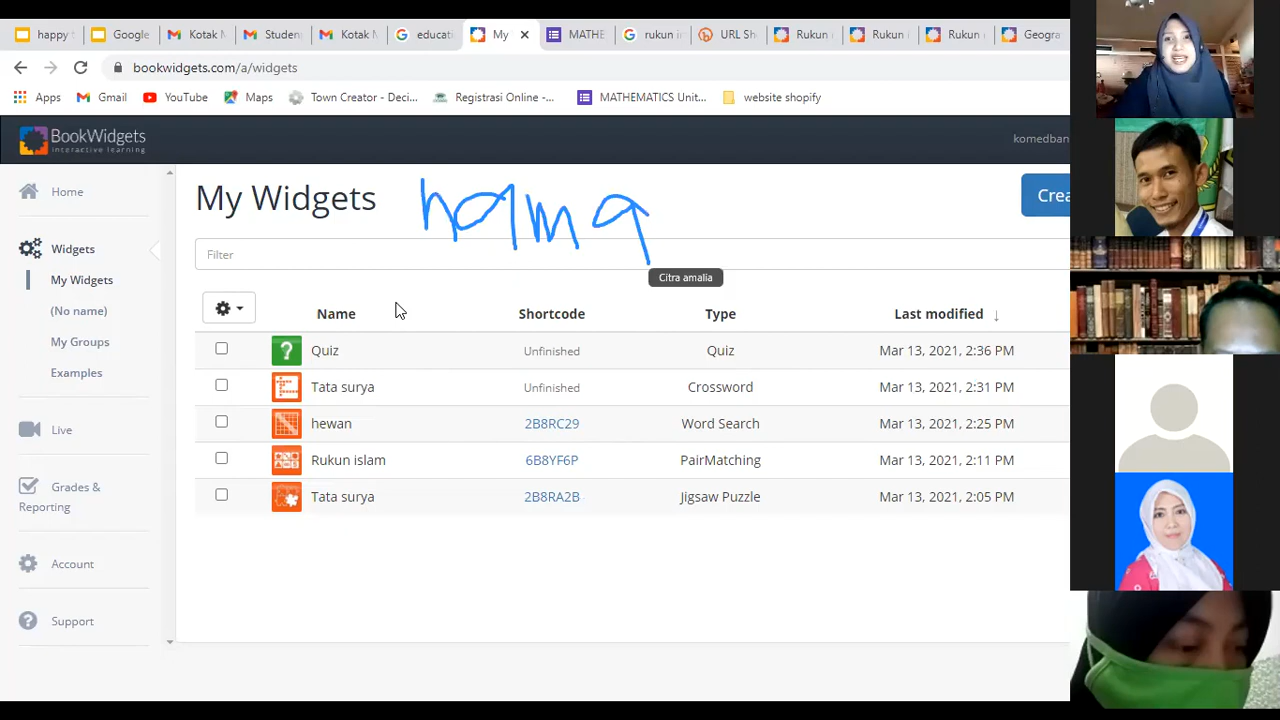 happy t
Google
Kotak M
Studen
Kotak M
educati
My
MATHE
rukun in
URL Sh
Rukun i
Rukun
Rukun
Geogra
bookwidgets.com/a/widgets
Apps Gmail YouTube Maps Town Creator - Deci... Registrasi Online -... MATHEMATICS Unit... website shopify
BookWidgets
interactive learning
komedban
Home
Widgets
My Widgets
(No name)
My Groups
Examples
Live
Grades &
Reporting
Account
Support
My Widgets
Crea
Filter
Citra amalia
Name Shortcode Type Last modified ↓
Quiz Unfinished Quiz Mar 13, 2021, 2:36 PM
Tata surya Unfinished Crossword Mar 13, 2021, 2:31 PM
hewan 2B8RC29 Word Search Mar 13, 2021, 2:25 PM
Rukun islam 6B8YF6P PairMatching Mar 13, 2021, 2:11 PM
Tata surya 2B8RA2B Jigsaw Puzzle Mar 13, 2021, 2:05 PM